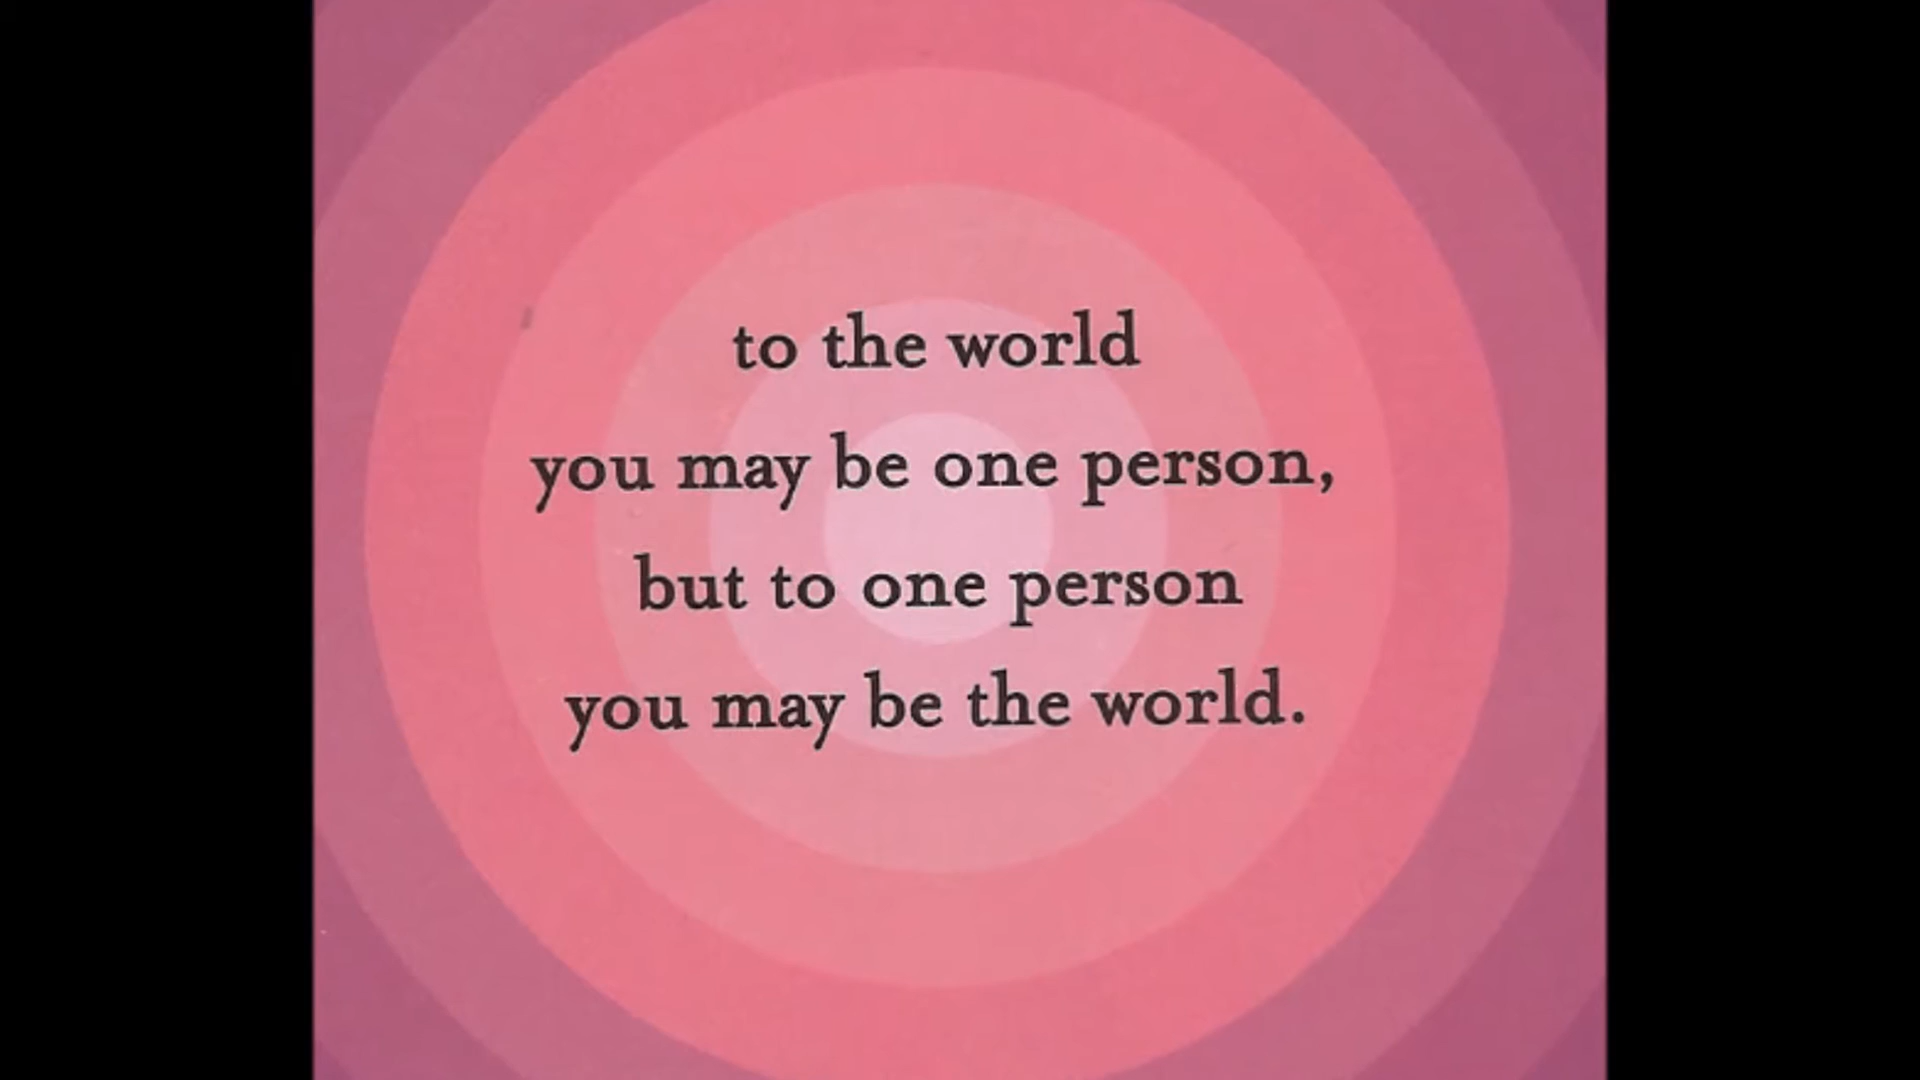 to the world
you may be one person,
but to one person
you may be the world.